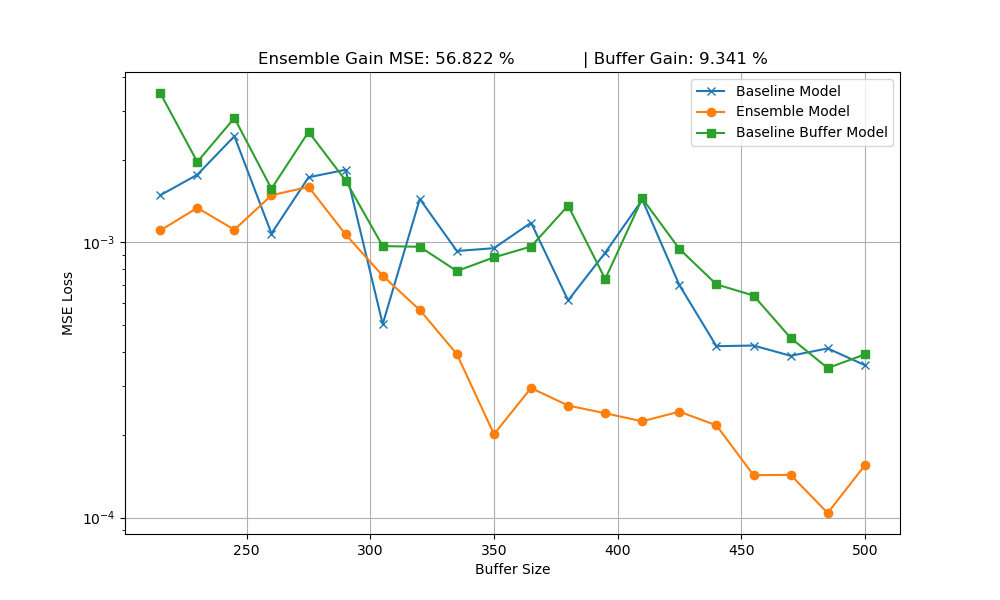 Ensemble Gain MSE: 56.822 % | Buffer Gain: 9.341 %
Baseline Model
Ensemble Model
Baseline Buffer Model
MSE Loss
10⁻³
10⁻⁴
250 300 350 400 450 500
Buffer Size